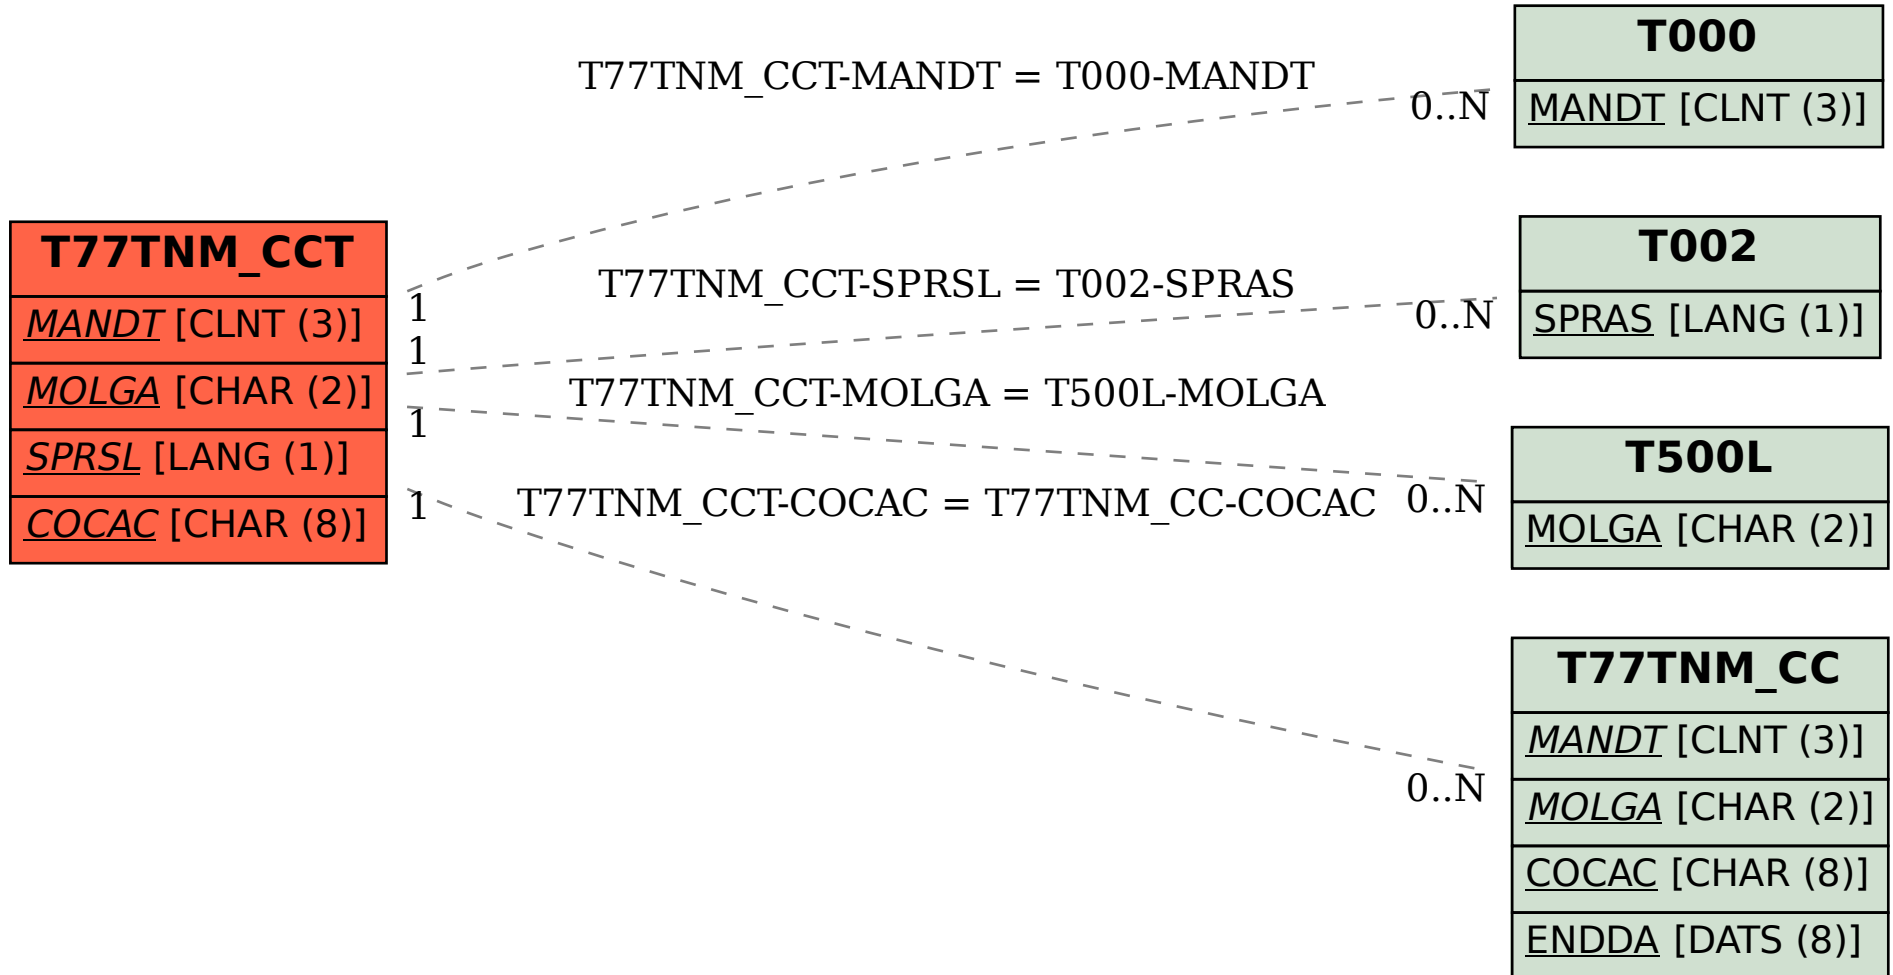 T77TNM_CCT
MANDT [CLNT (3)]
MOLGA [CHAR (2)]
SPRSL [LANG (1)]
COCAC [CHAR (8)]
T77TNM_CCT-MANDT = T000-MANDT
1
0..N
T77TNM_CCT-SPRSL = T002-SPRAS
1
0..N
T77TNM_CCT-MOLGA = T500L-MOLGA
1
0..N
T77TNM_CCT-COCAC = T77TNM_CC-COCAC
1
0..N
T000
MANDT [CLNT (3)]
T002
SPRAS [LANG (1)]
T500L
MOLGA [CHAR (2)]
T77TNM_CC
MANDT [CLNT (3)]
MOLGA [CHAR (2)]
COCAC [CHAR (8)]
ENDDA [DATS (8)]